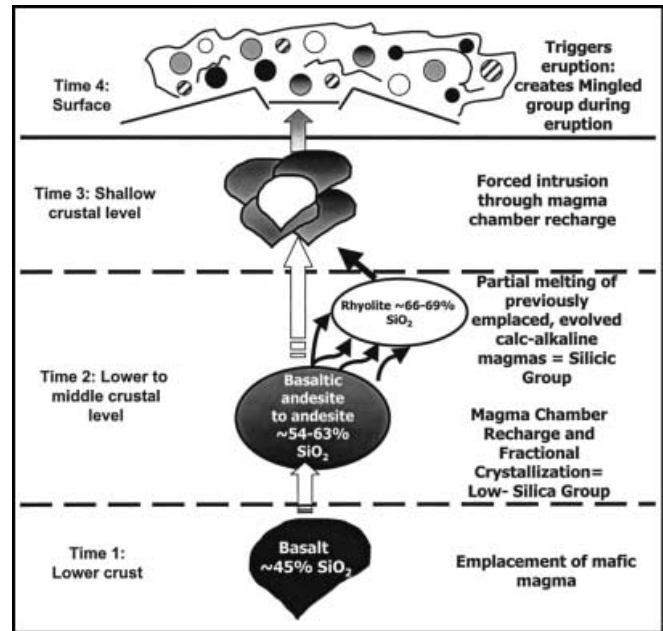 Time 4:
Surface
Triggers
eruption:
creates Mingled
group during
eruption
Time 3: Shallow
crustal level
Forced intrusion
through magma
chamber recharge
Rhyolite ~66-69%
SiO₂
Partial melting of
previously
emplaced, evolved
calc-alkaline
magmas = Silicic
Group
Time 2: Lower to
middle crustal
level
Basaltic
andesite
to andesite
~54-63%
SiO₂
Magma Chamber
Recharge and
Fractional
Crystallization=
Low- Silica Group
Time 1:
Lower crust
Basalt
~45% SiO₂
Emplacement of mafic
magma